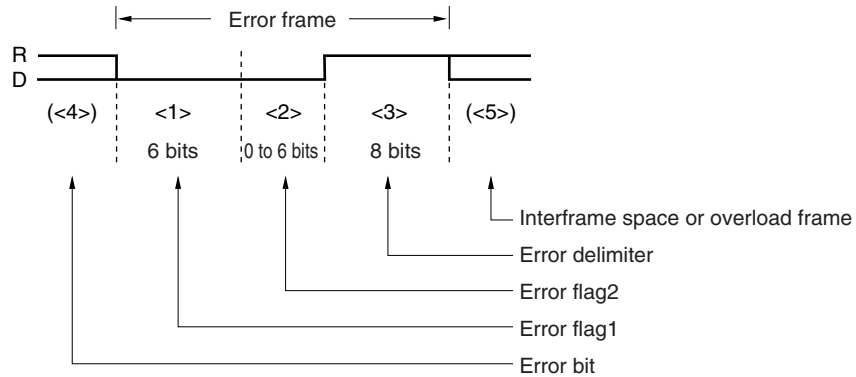 Error frame
R
D
(<4>) <1> <2> <3> (<5>)
6 bits 0 to 6 bits 8 bits
Interframe space or overload frame
Error delimiter
Error flag2
Error flag1
Error bit